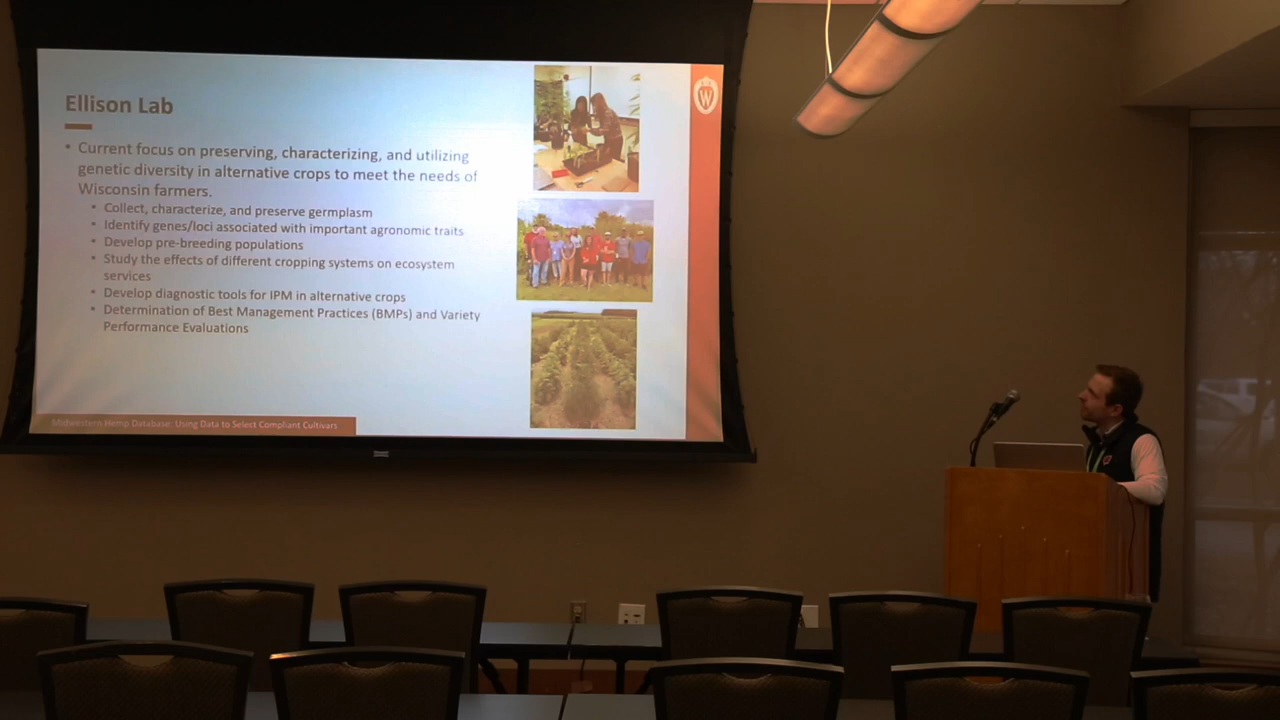 Ellison Lab
• Current focus on preserving, characterizing, and utilizing
genetic diversity in alternative crops to meet the needs of
Wisconsin farmers.
• Collect, characterize, and preserve germplasm
• Identify genes/loci associated with important agronomic traits
• Develop pre-breeding populations
• Study the effects of different cropping systems on ecosystem
services
• Develop diagnostic tools for IPM in alternative crops
• Determination of Best Management Practices (BMPs) and Variety
Performance Evaluations
Midwestern Hemp Database: Using Data to Select Compliant Cultivars
W